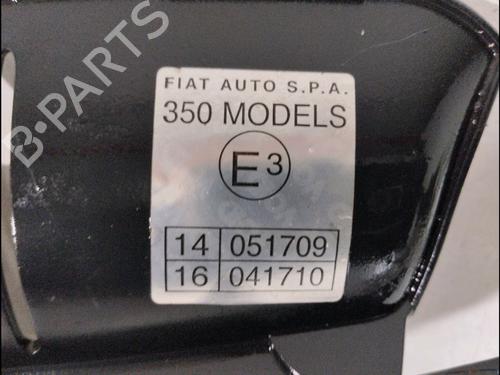 B-PARTS
FIAT AUTO S.P.A.
350 MODELS
E3
14 051709
16 041710